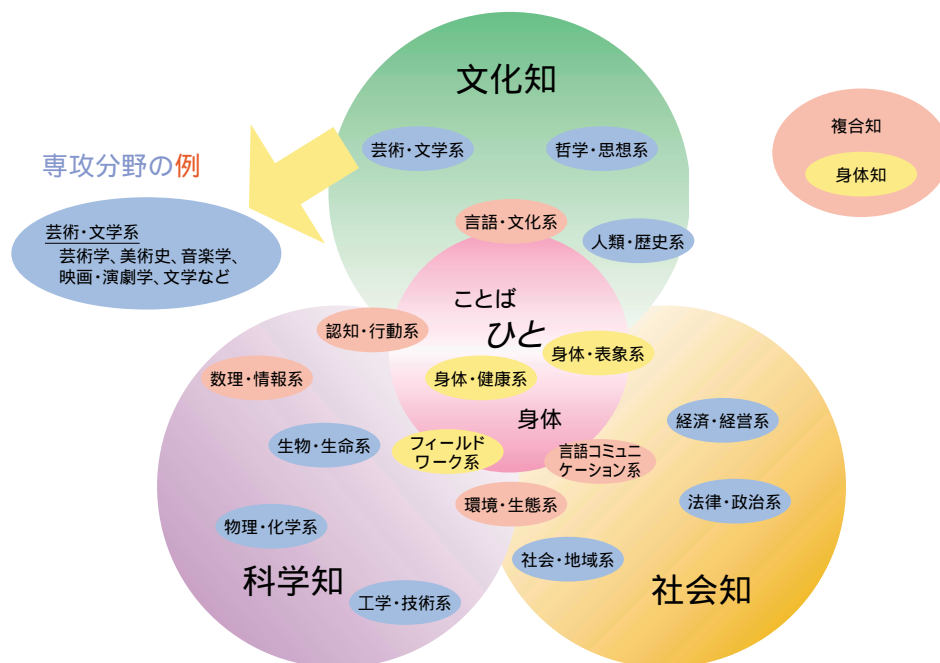 文化知
芸術・文学系
哲学・思想系
複合知
身体知
専攻分野の例
芸術・文学系
芸術学、美術史、音楽学、
映画・演劇学、文学など
言語・文化系
人類・歴史系
ことば
ひと
認知・行動系
身体・表象系
数理・情報系
身体・健康系
身体
経済・経営系
生物・生命系
フィールド
ワーク系
言語コミュニ
ケーション系
環境・生態系
法律・政治系
物理・化学系
社会・地域系
科学知
社会知
工学・技術系